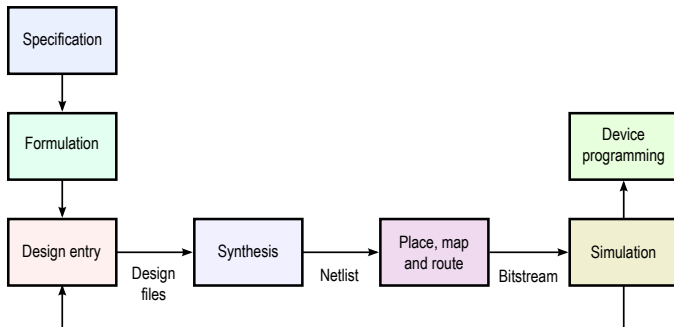 Specification
Formulation
Device
programming
Design entry
Design
files
Synthesis
Netlist
Place, map
and route
Bitstream
Simulation